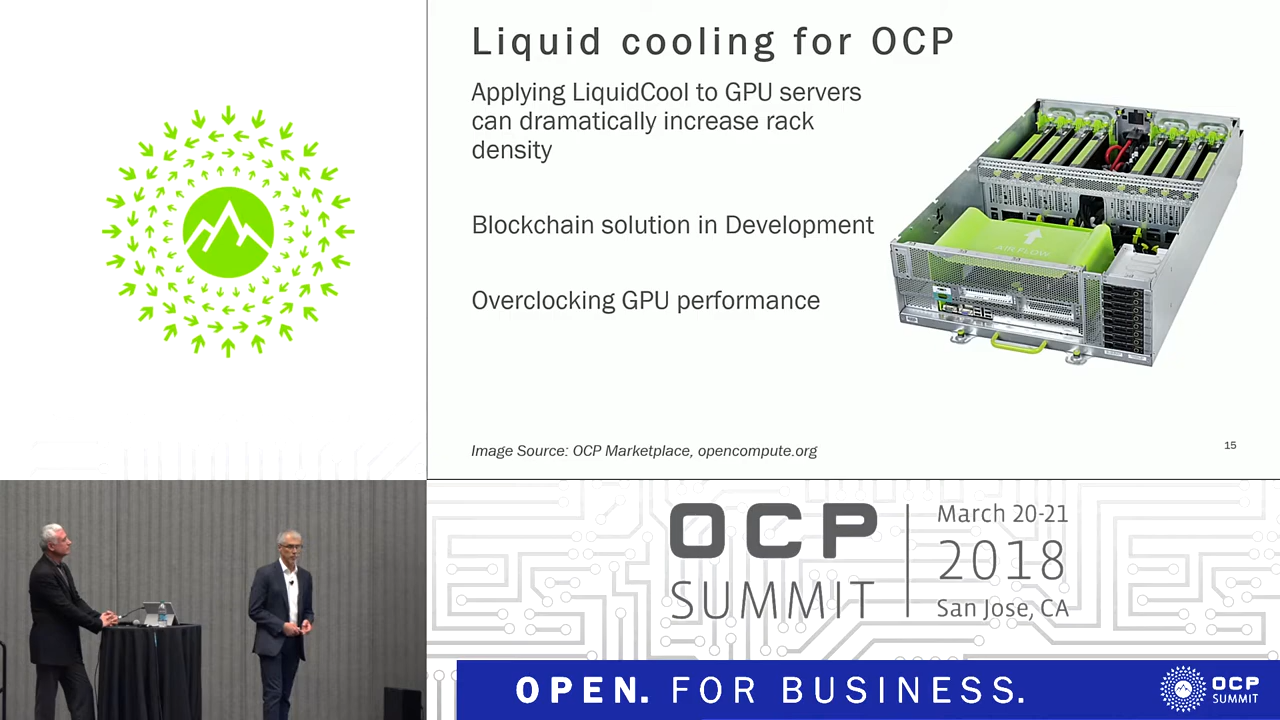 Liquid cooling for OCP
Applying LiquidCool to GPU servers
can dramatically increase rack
density
AIR FLOW
Blockchain solution in Development
Overclocking GPU performance
Image Source: OCP Marketplace, opencompute.org
15
OCP
SUMMIT
March 20-21
2018
San Jose, CA
OPEN. FOR BUSINESS.
OCP
SUMMIT